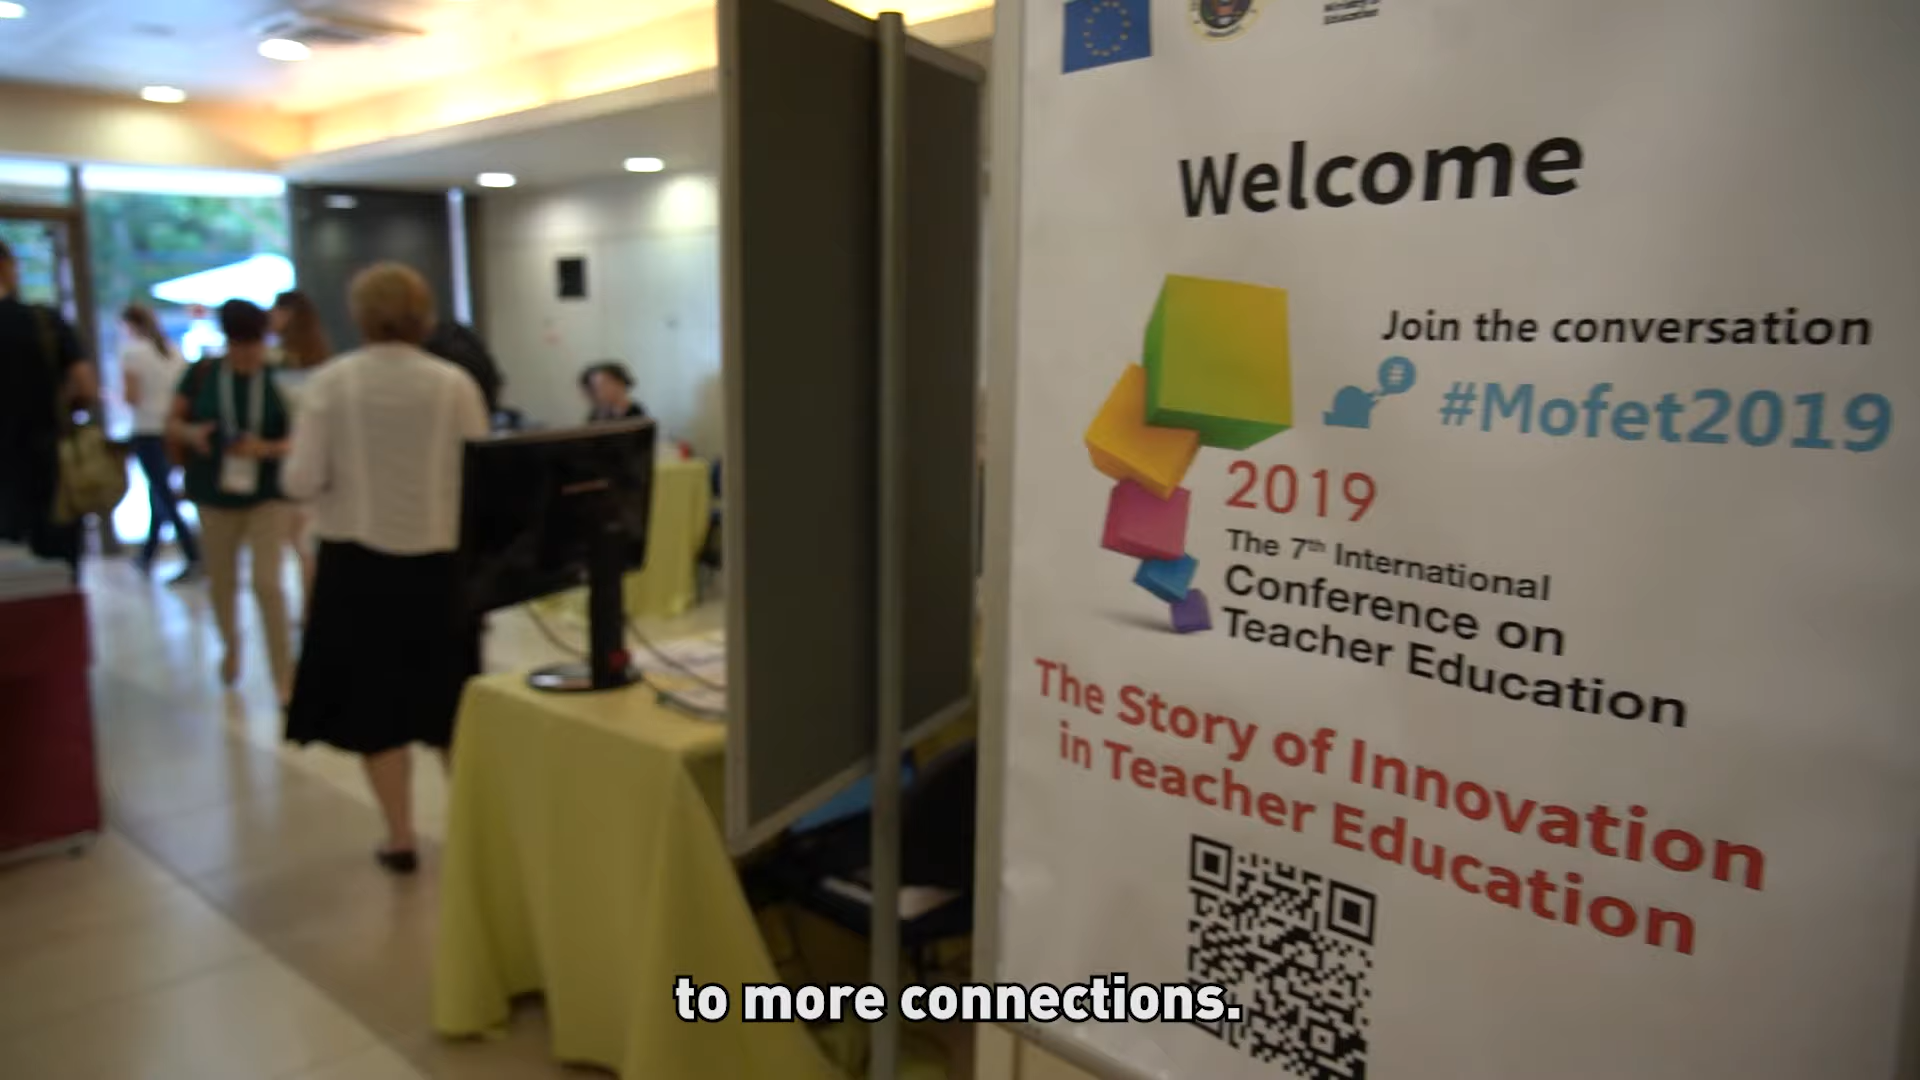 Welcome
Join the conversation
#
#Mofet2019
2019
The 7th International
Conference on
Teacher Education
The Story of Innovation
in Teacher Education
to more connections.